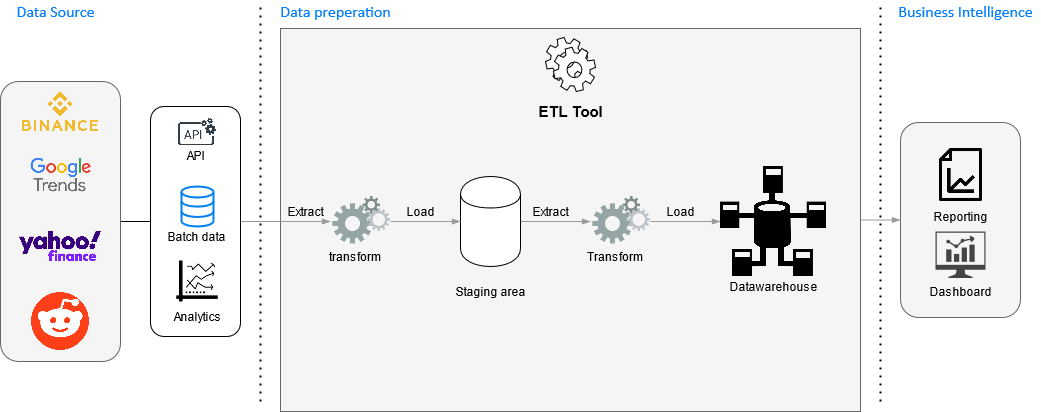 Data Source
Data preperation
Business Intelligence
BINANCE
Google
Trends
yahoo!
finance
API
API
Batch data
Analytics
ETL Tool
Extract
transform
Load
Staging area
Extract
Transform
Load
Datawarehouse
Reporting
Dashboard